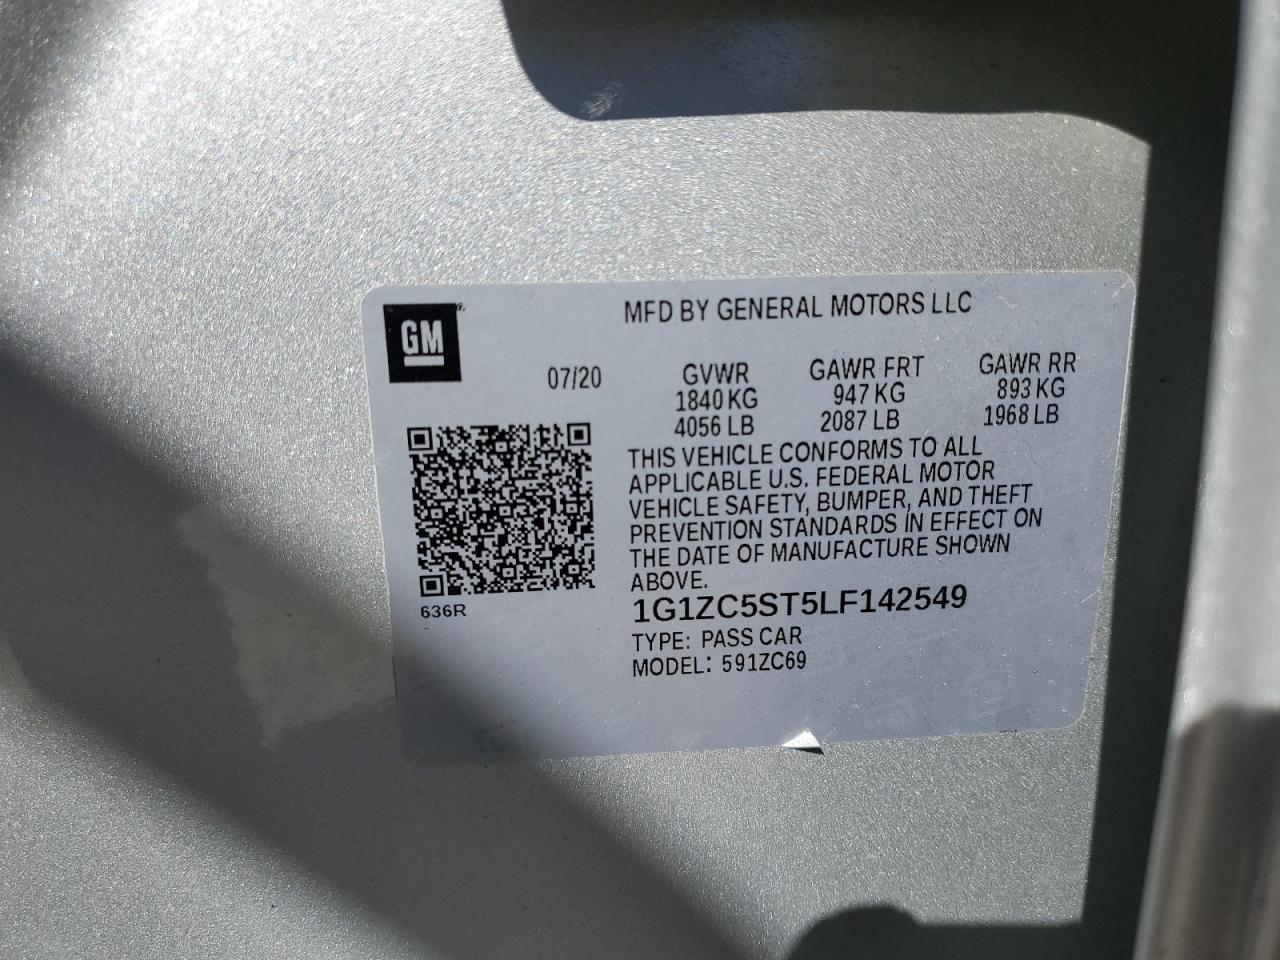 GM
MFD BY GENERAL MOTORS LLC
07/20
GVWR GAWR FRT GAWR RR
1840 KG 947 KG 893 KG
4056 LB 2087 LB 1968 LB
THIS VEHICLE CONFORMS TO ALL
APPLICABLE U.S. FEDERAL MOTOR
VEHICLE SAFETY, BUMPER, AND THEFT
PREVENTION STANDARDS IN EFFECT ON
THE DATE OF MANUFACTURE SHOWN
ABOVE.
636R
1G1ZC5ST5LF142549
TYPE: PASS CAR
MODEL: 591ZC69